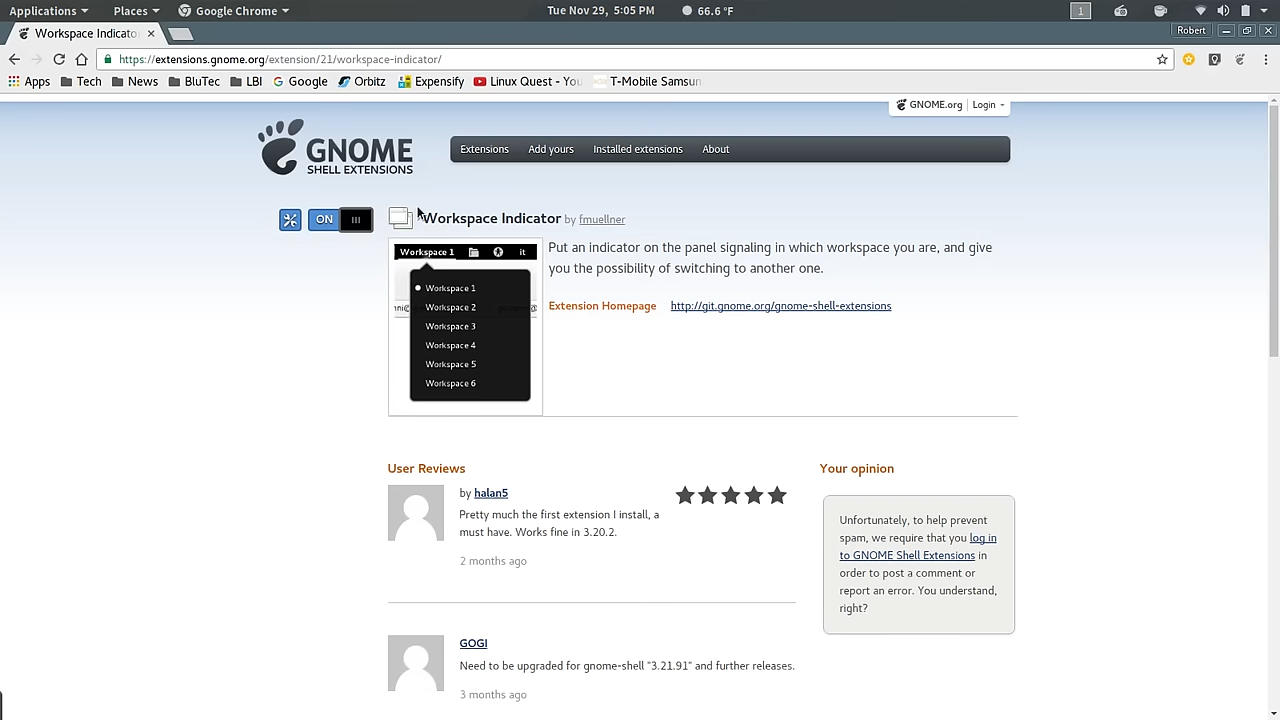 Applications Places Google Chrome Tue Nov 29, 5:05 PM 66.6 °F 1
Workspace Indicato Robert
https://extensions.gnome.org/extension/21/workspace-indicator/
Apps Tech News BluTec LBI Google Orbitz Expensify Linux Quest - You T-Mobile Samsun
GNOME.org Login
GNOME
SHELL EXTENSIONS
Extensions Add yours Installed extensions About
ON
Workspace Indicator by fmuellner
Workspace 1 it
Workspace 1
Workspace 2
Workspace 3
Workspace 4
Workspace 5
Workspace 6
Put an indicator on the panel signaling in which workspace you are, and give
you the possibility of switching to another one.
Extension Homepage http://git.gnome.org/gnome-shell-extensions
User Reviews
by halan5
Pretty much the first extension I install, a
must have. Works fine in 3.20.2.
2 months ago
GOGI
Need to be upgraded for gnome-shell "3.21.91" and further releases.
3 months ago
Your opinion
Unfortunately, to help prevent
spam, we require that you log in
to GNOME Shell Extensions in
order to post a comment or
report an error. You understand,
right?